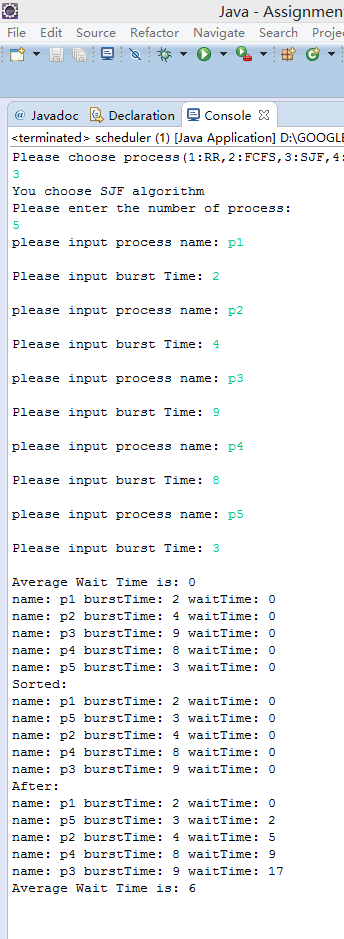 Java - Assignment
File Edit Source Refactor Navigate Search Projec
@ Javadoc Declaration Console
<terminated> scheduler (1) [Java Application] D:\GOOGLE
Please choose process(1:RR,2:FCFS,3:SJF,4:
3
You choose SJF algorithm
Please enter the number of process:
5
please input process name: p1
Please input burst Time: 2
please input process name: p2
Please input burst Time: 4
please input process name: p3
Please input burst Time: 9
please input process name: p4
Please input burst Time: 8
please input process name: p5
Please input burst Time: 3
Average Wait Time is: 0
name: p1 burstTime: 2 waitTime: 0
name: p2 burstTime: 4 waitTime: 0
name: p3 burstTime: 9 waitTime: 0
name: p4 burstTime: 8 waitTime: 0
name: p5 burstTime: 3 waitTime: 0
Sorted:
name: p1 burstTime: 2 waitTime: 0
name: p5 burstTime: 3 waitTime: 0
name: p2 burstTime: 4 waitTime: 0
name: p4 burstTime: 8 waitTime: 0
name: p3 burstTime: 9 waitTime: 0
After:
name: p1 burstTime: 2 waitTime: 0
name: p5 burstTime: 3 waitTime: 2
name: p2 burstTime: 4 waitTime: 5
name: p4 burstTime: 8 waitTime: 9
name: p3 burstTime: 9 waitTime: 17
Average Wait Time is: 6